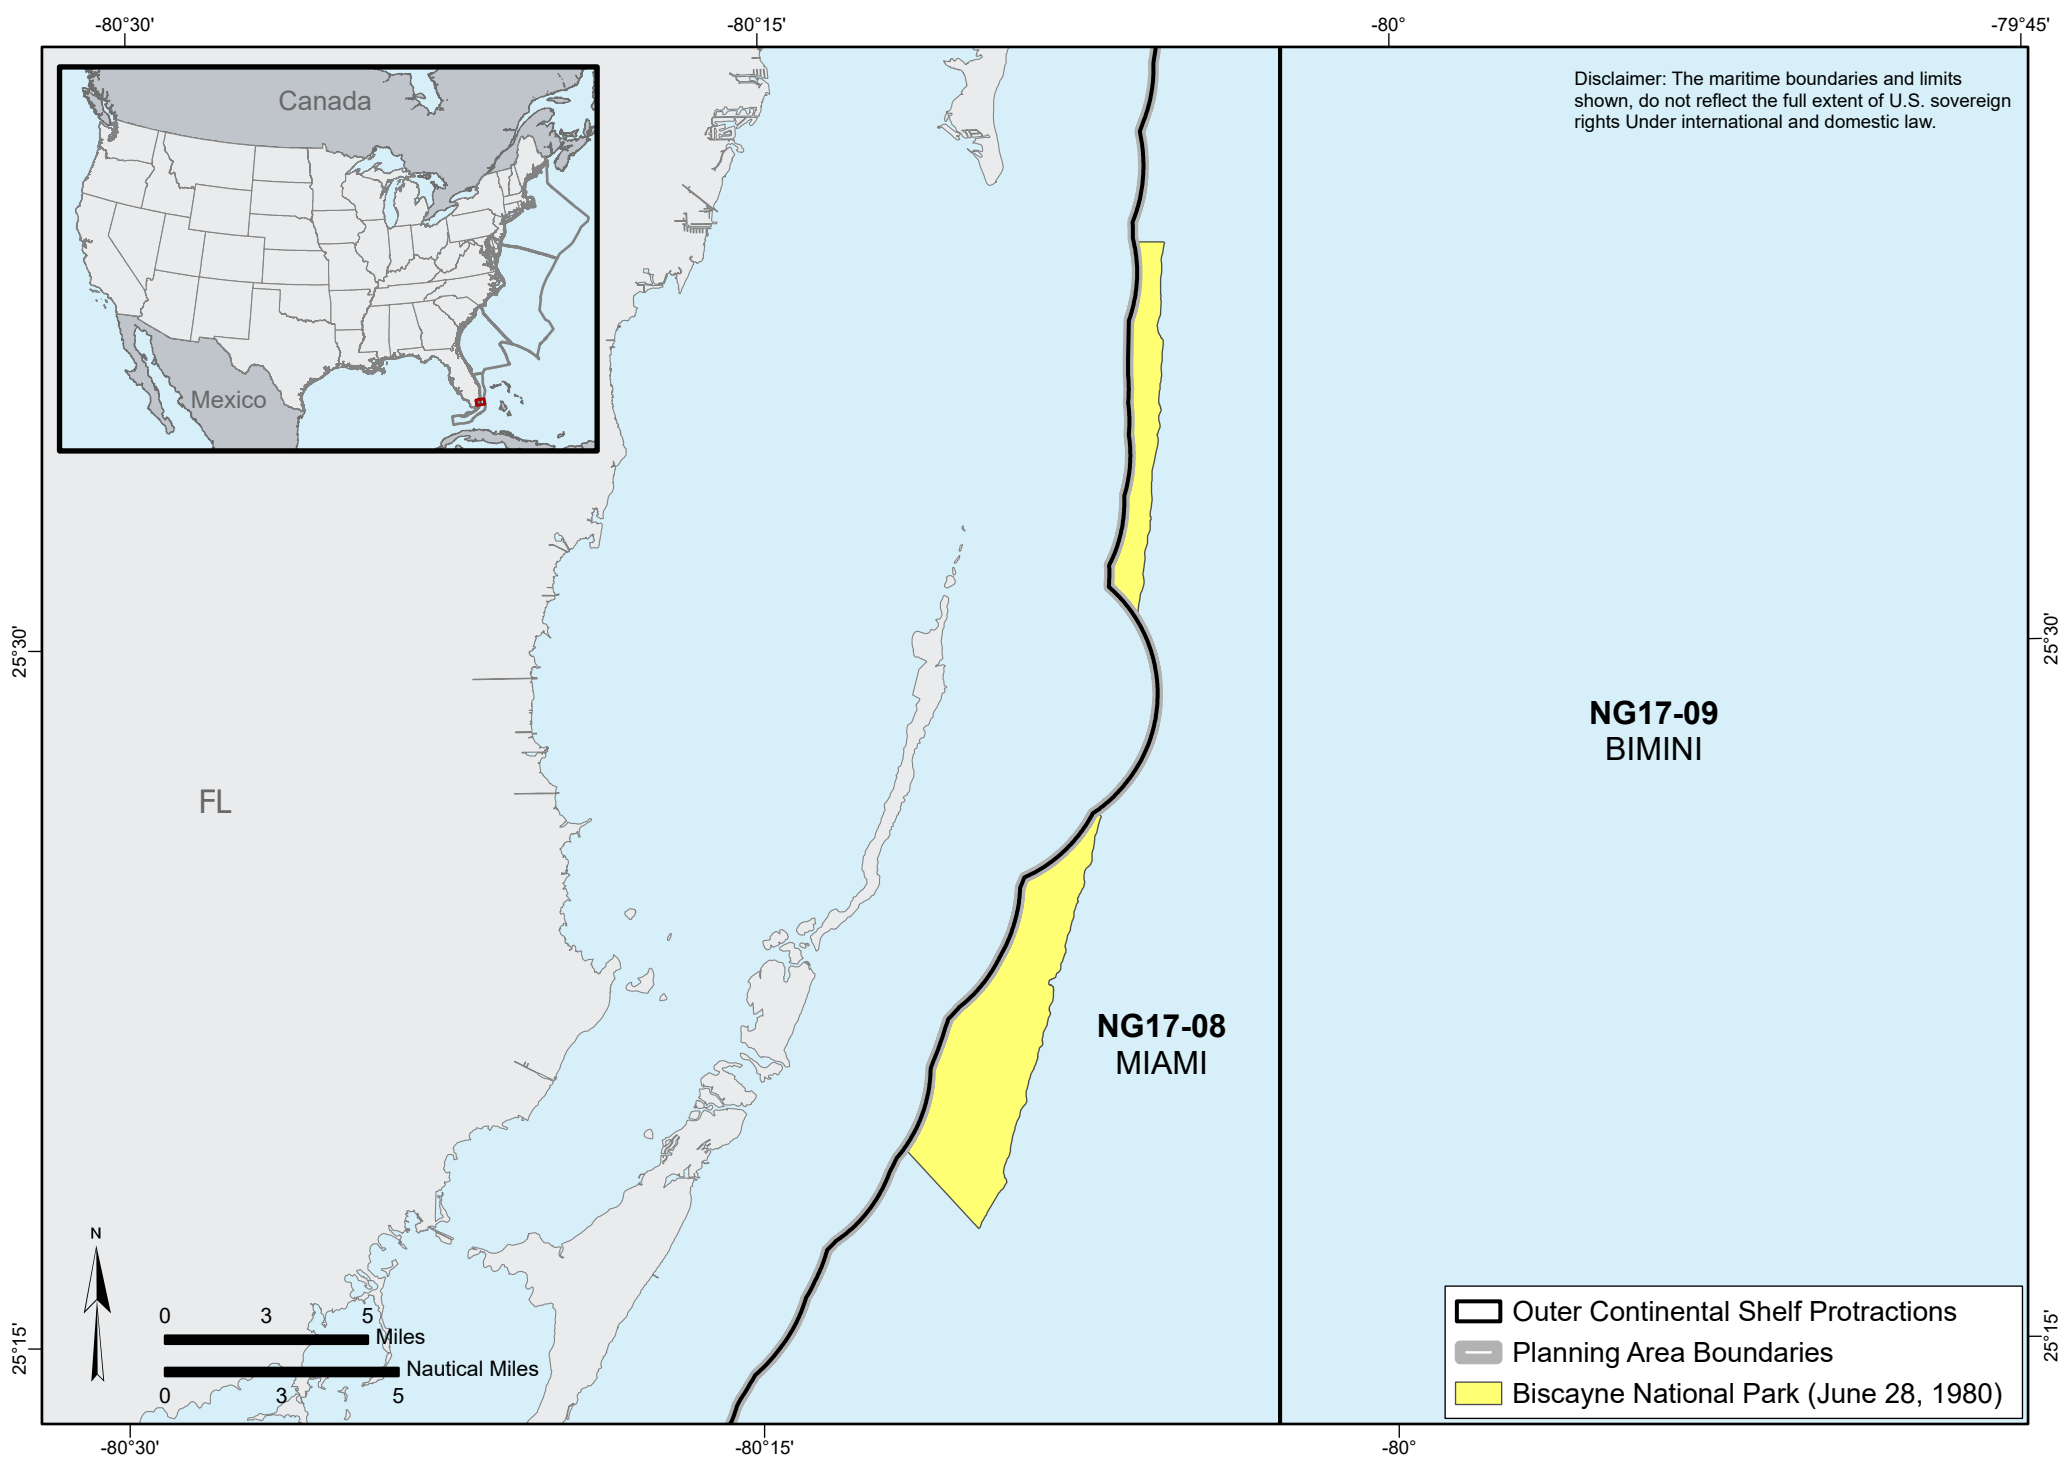 -80°30'
-80°15'
-80°
-79°45'
Disclaimer: The maritime boundaries and limits
shown, do not reflect the full extent of U.S. sovereign
rights Under international and domestic law.
Canada
Mexico
25°30'
25°30'
NG17-09
BIMINI
FL
NG17-08
MIAMI
N
0 3 5
Miles
Nautical Miles
0 3 5
25°15'
25°15'
Outer Continental Shelf Protractions
Planning Area Boundaries
Biscayne National Park (June 28, 1980)
-80°30'
-80°15'
-80°